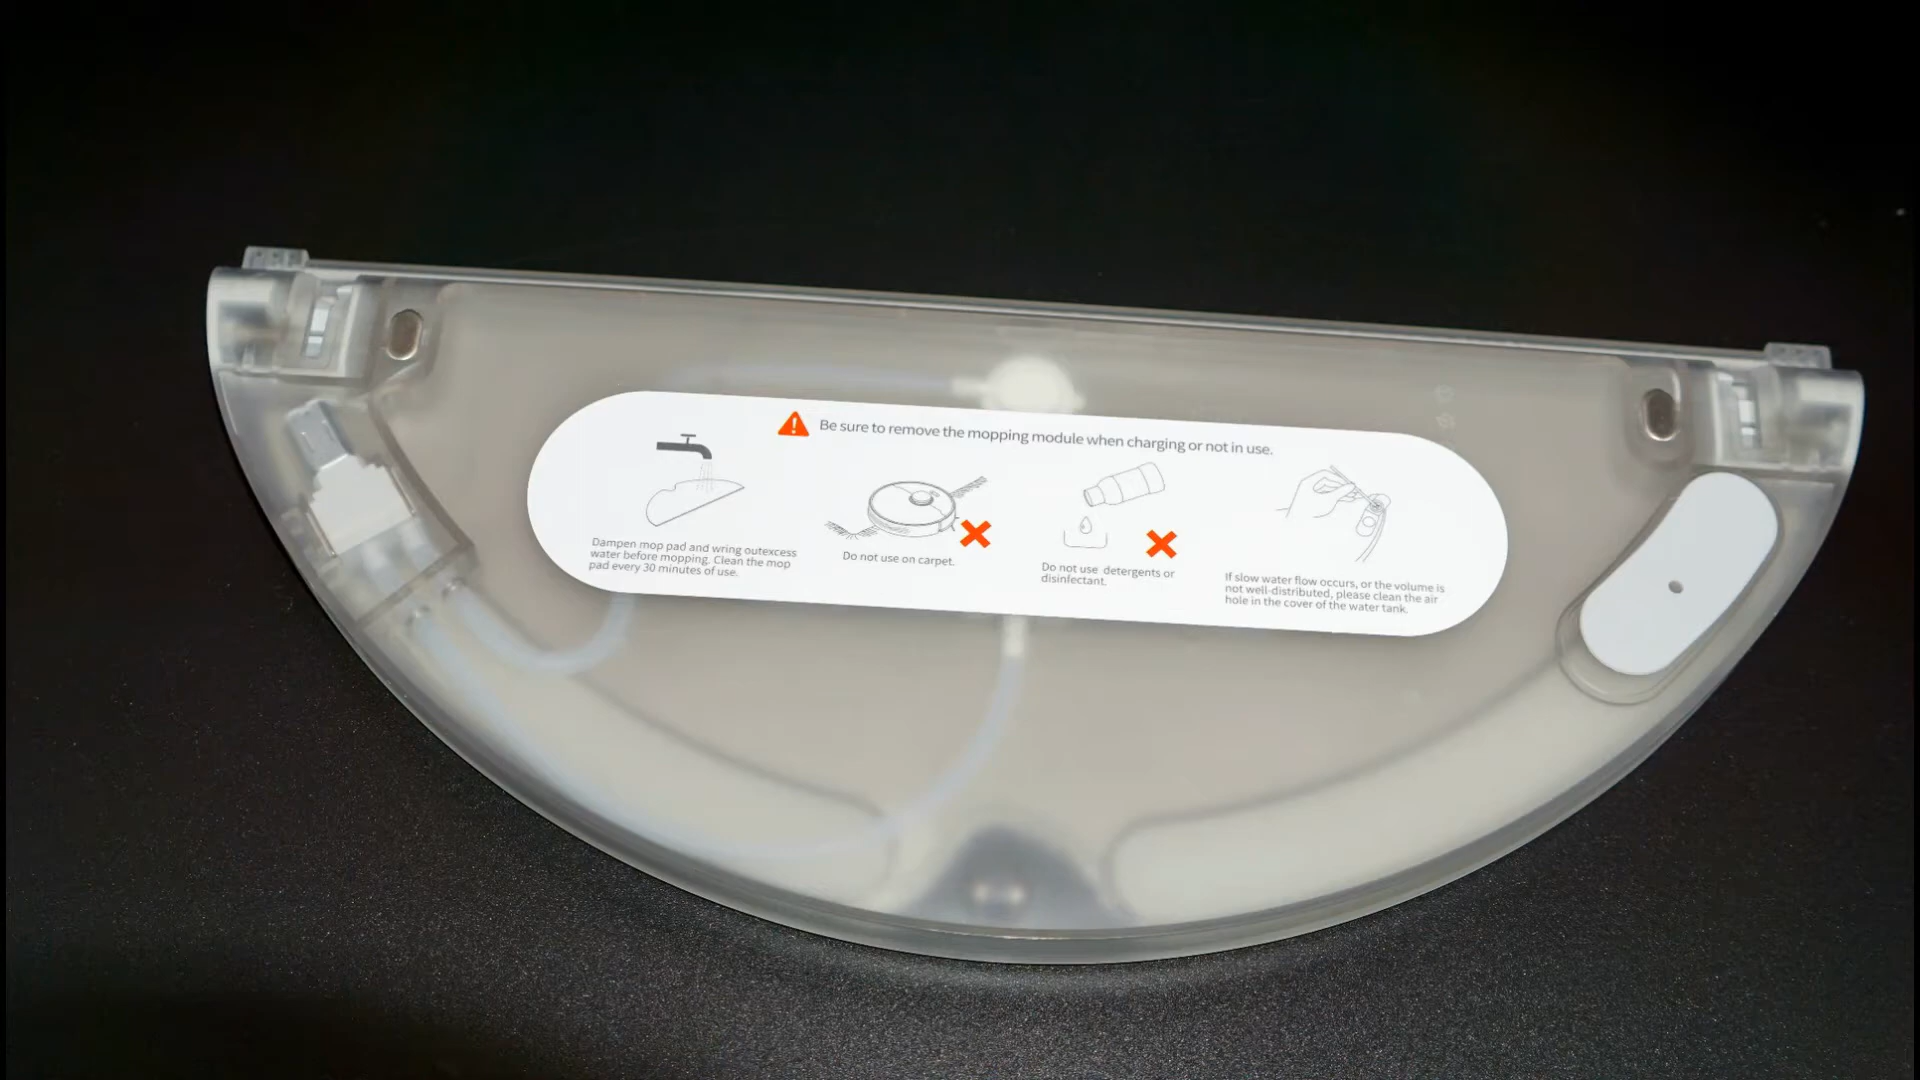 Be sure to remove the mopping module when charging or not in use.
Dampen mop pad and wring outexcess
water before mopping. Clean the mop
pad every 30 minutes of use.
Do not use on carpet.
Do not use detergents or
disinfectant.
If slow water flow occurs, or the volume is
not well-distributed, please clean the air
hole in the cover of the water tank.